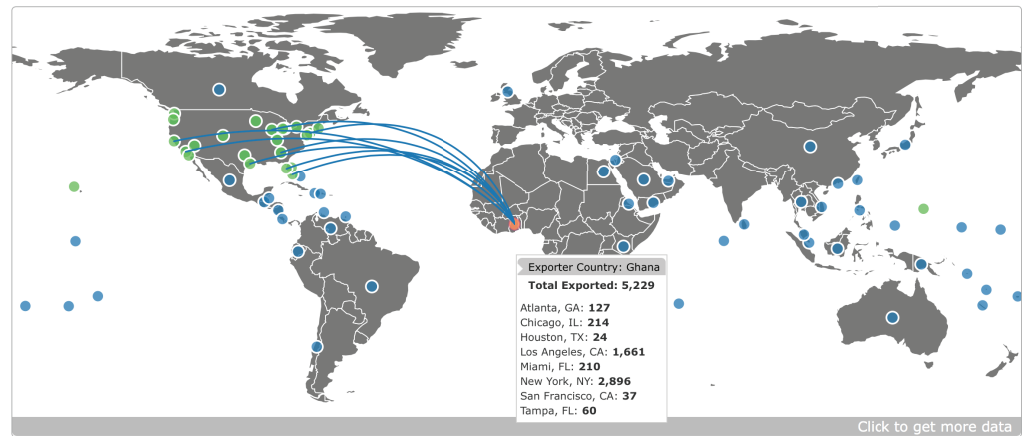 Exporter Country: Ghana
Total Exported: 5,229
Atlanta, GA: 127
Chicago, IL: 214
Houston, TX: 24
Los Angeles, CA: 1,661
Miami, FL: 210
New York, NY: 2,896
San Francisco, CA: 37
Tampa, FL: 60
Click to get more data